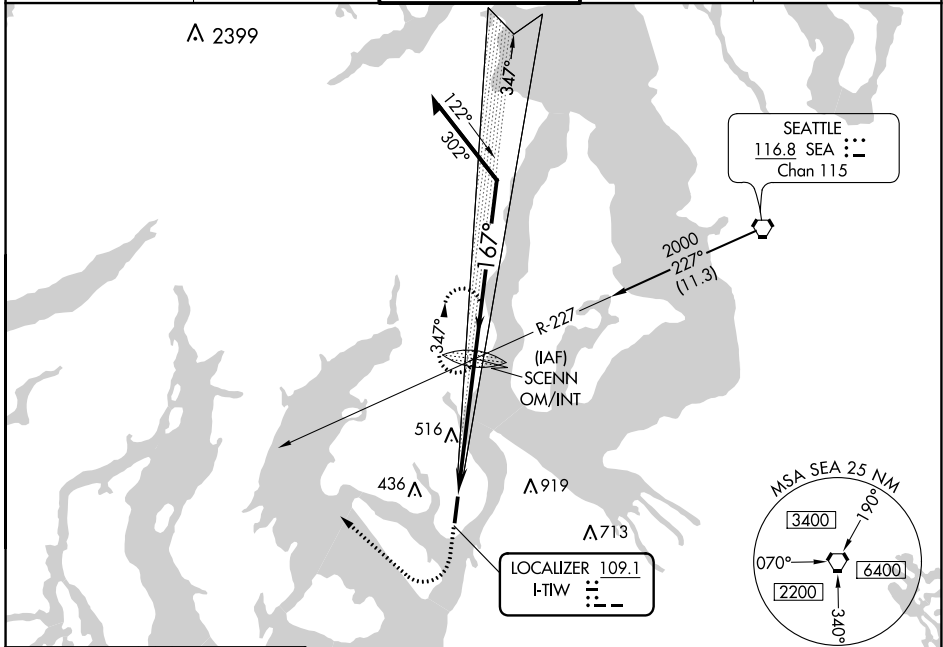 2399
347°
122°
302°
SEATTLE
116.8 SEA
Chan 115
167°
2000
227°
(11.3)
R-227
347°
(IAF)
SCENN
OM/INT
516
436
919
713
LOCALIZER 109.1
I-TIW
MSA SEA 25 NM
3400
190°
070°
6400
2200
340°